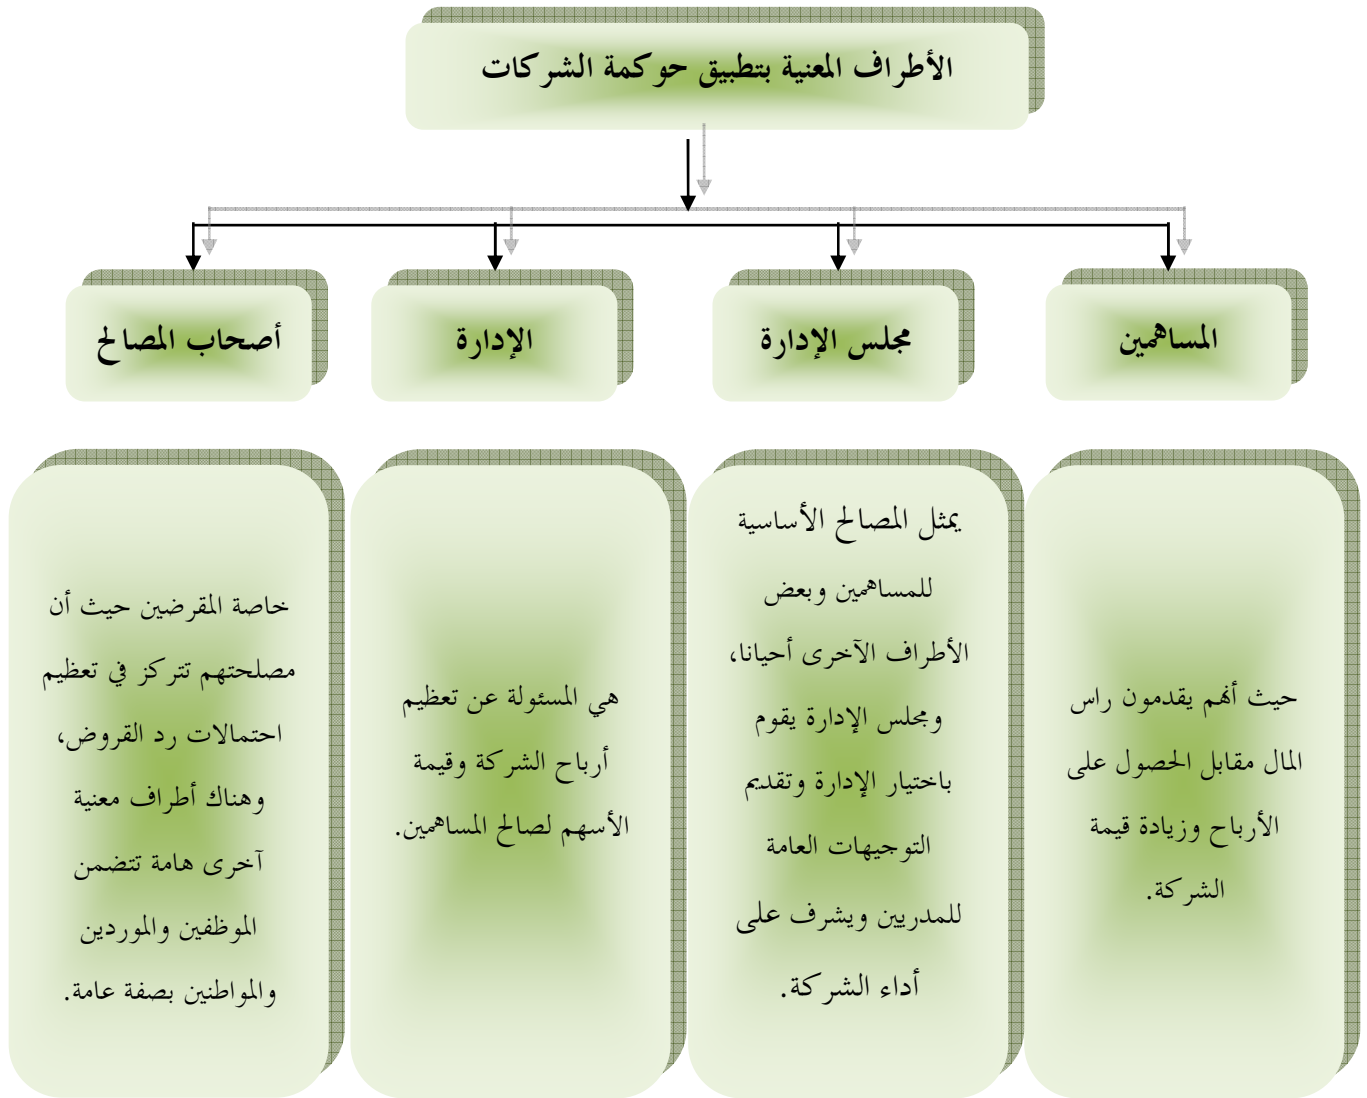 الأطراف المعنية بتطبيق حوكمة الشركات
المساهمين
مجلس الإدارة
الإدارة
أصحاب المصالح
حيث أنهم يقدمون راس
المال مقابل الحصول على
الأرباح وزيادة قيمة
الشركة.
يمثل المصالح الأساسية
للمساهمين وبعض
الأطراف الآخرى أحيانا،
ومجلس الإدارة يقوم
باختيار الإدارة وتقديم
التوجيهات العامة
للمدريين ويشرف على
أداء الشركة.
هي المسئولة عن تعظيم
أرباح الشركة وقيمة
الأسهم لصالح المساهمين.
خاصة المقرضين حيث أن
مصلحتهم تتركز في تعظيم
احتمالات رد القروض،
وهناك أطراف معنية
آخرى هامة تتضمن
الموظفين والموردين
والمواطنين بصفة عامة.